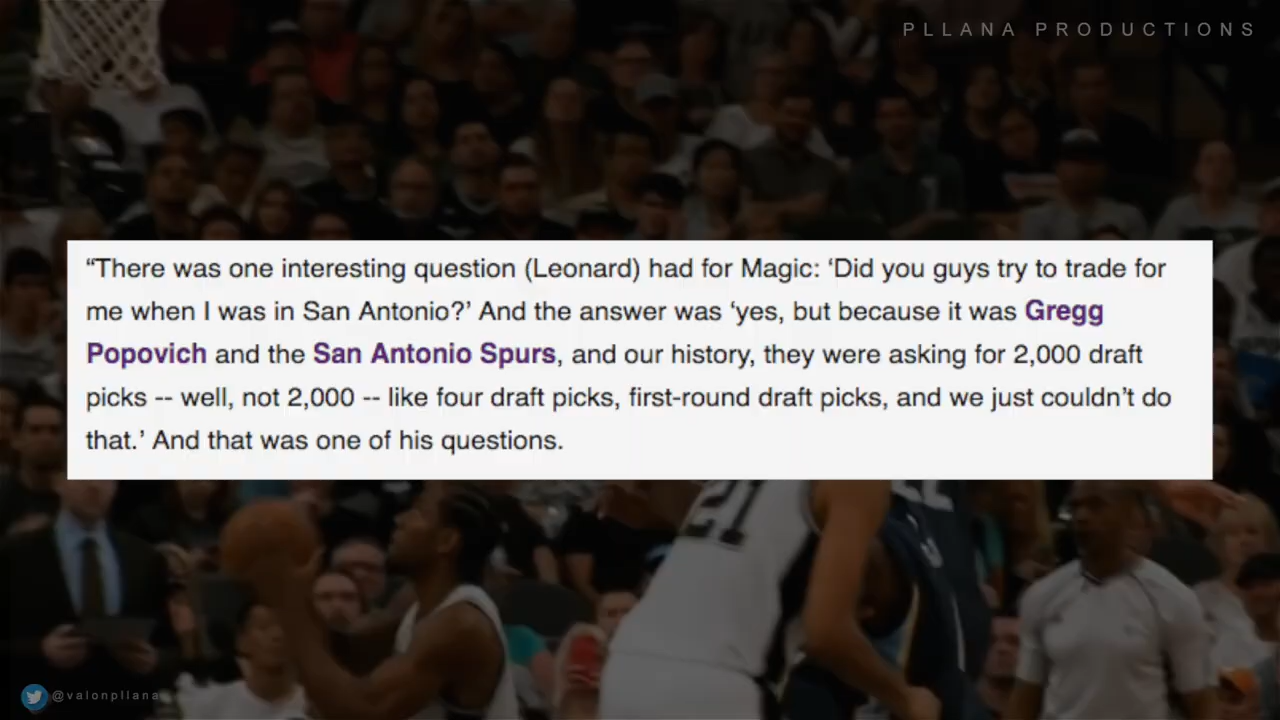 PLLANA PRODUCTIONS
“There was one interesting question (Leonard) had for Magic: ‘Did you guys try to trade for
me when I was in San Antonio?’ And the answer was ‘yes, but because it was Gregg
Popovich and the San Antonio Spurs, and our history, they were asking for 2,000 draft
picks -- well, not 2,000 -- like four draft picks, first-round draft picks, and we just couldn’t do
that.’ And that was one of his questions.
21
@valonpllana